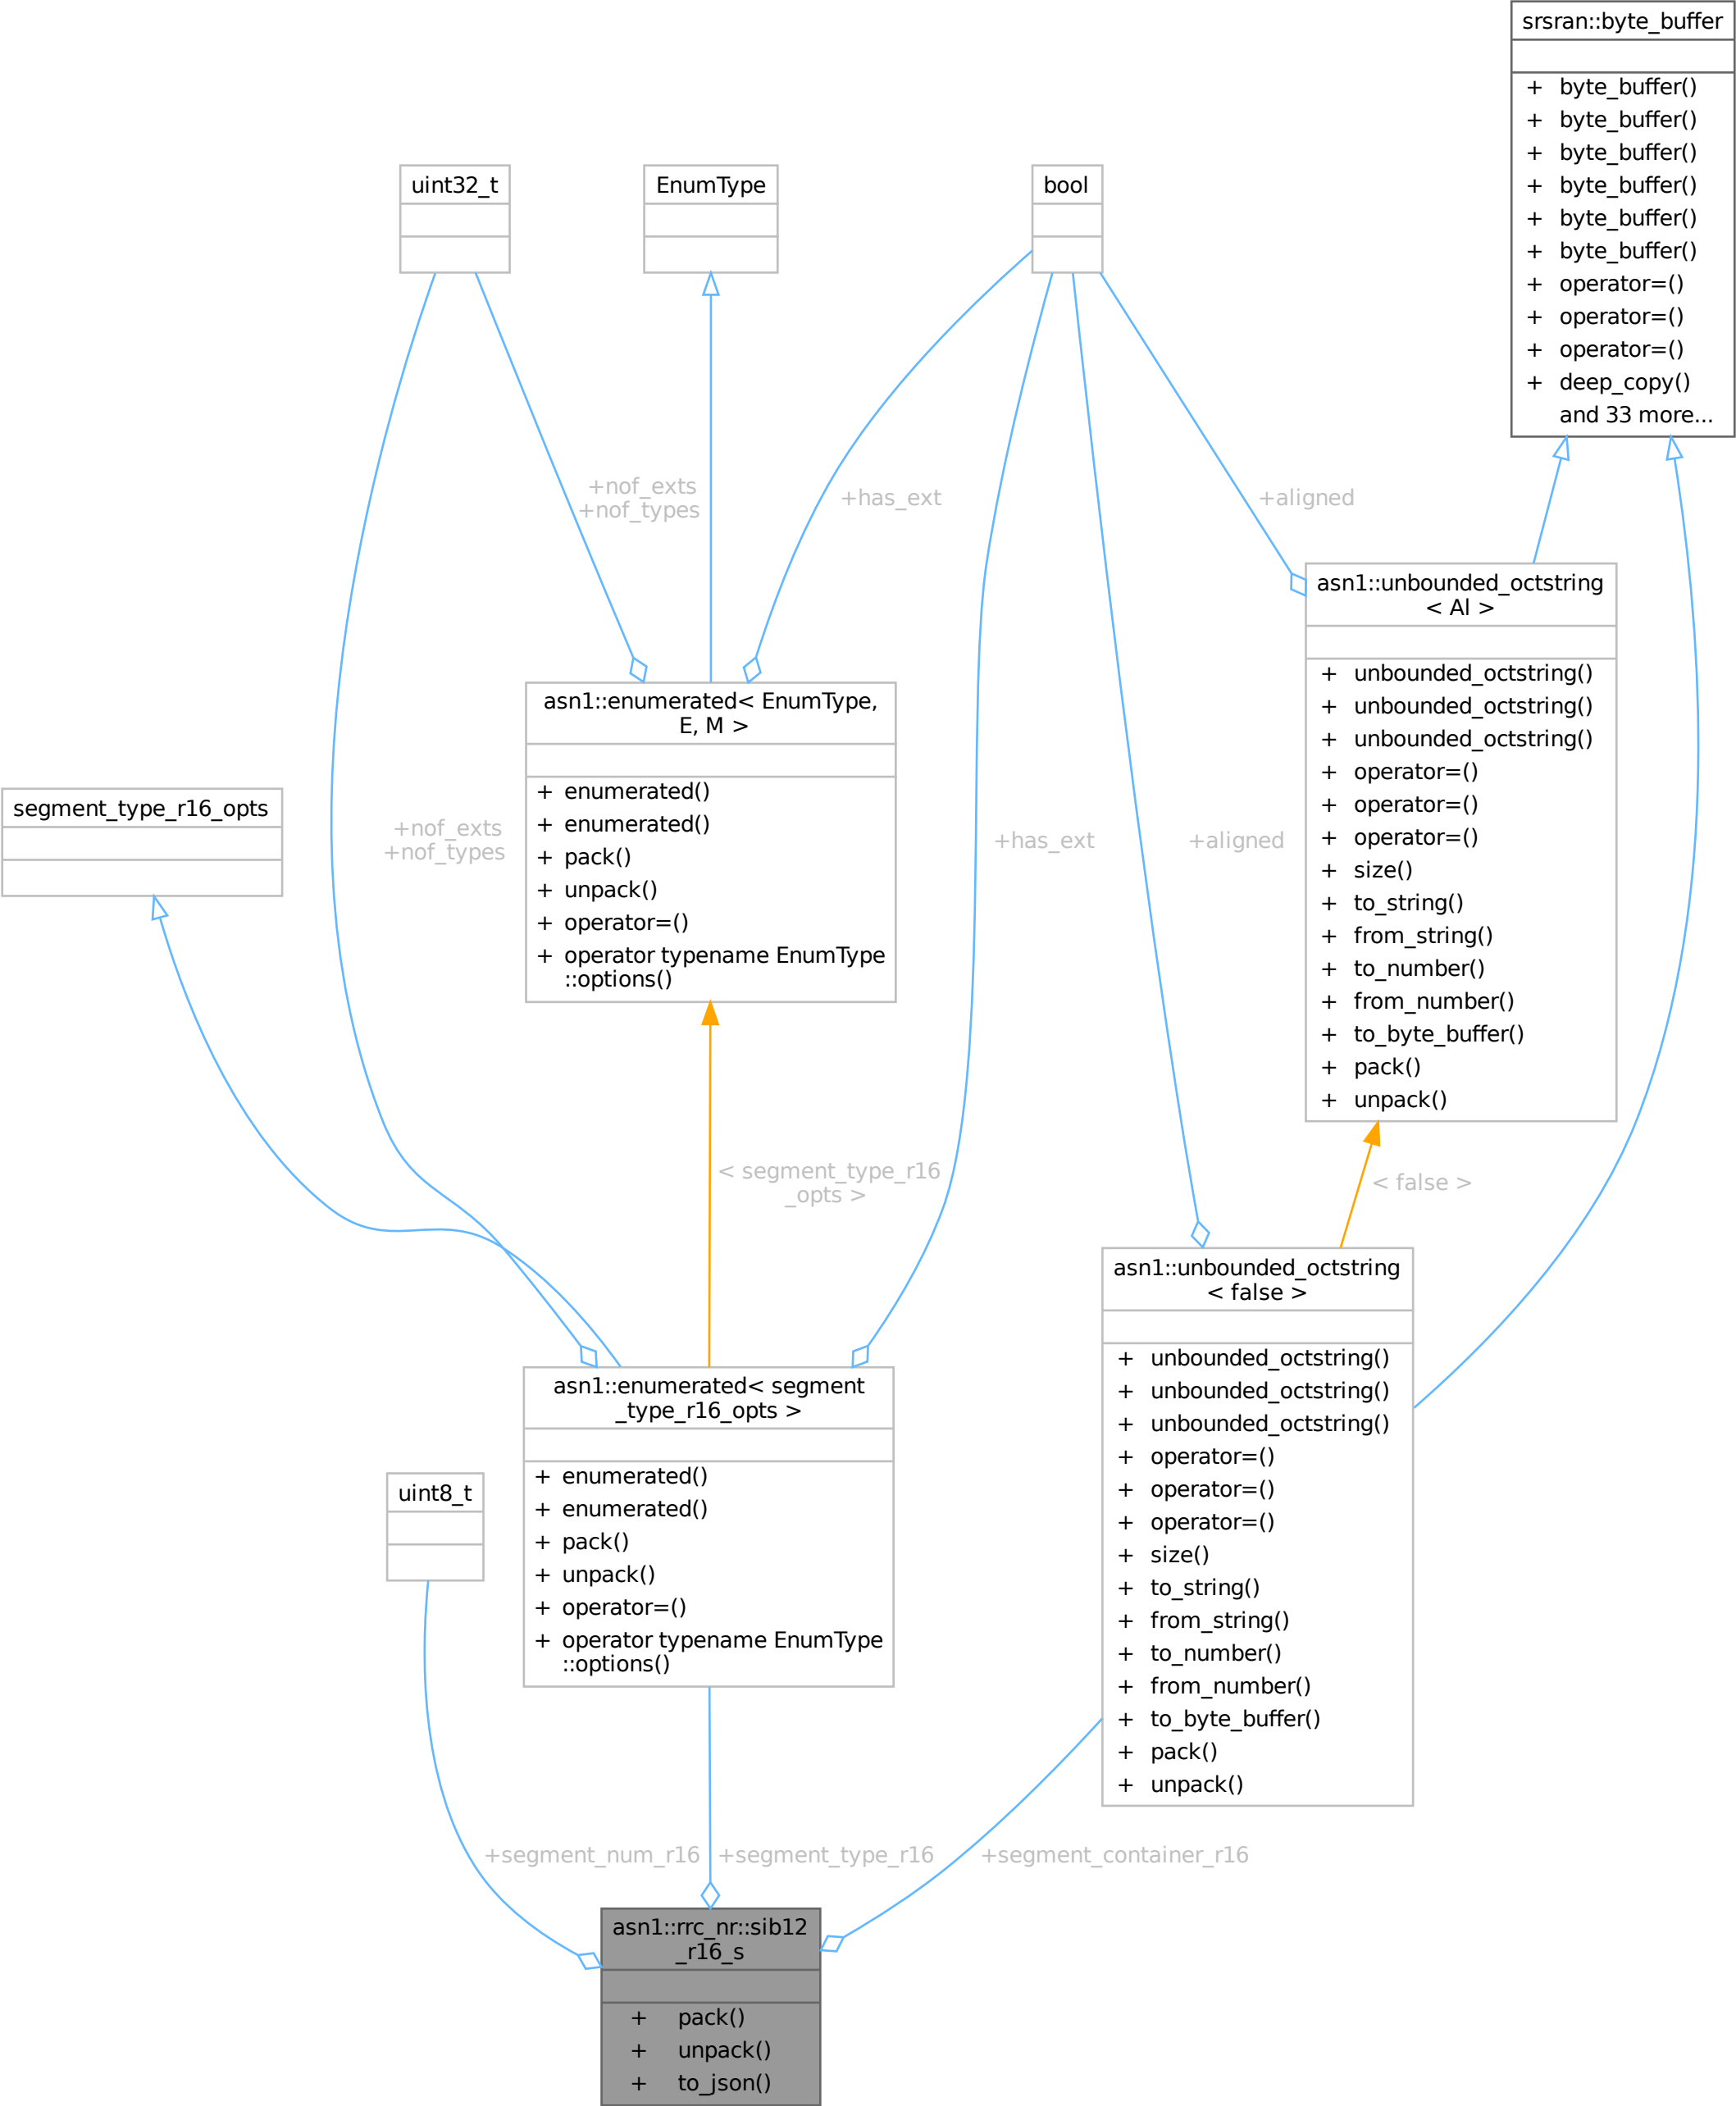 srsran::byte_buffer
+ byte_buffer()
+ byte_buffer()
+ byte_buffer()
+ byte_buffer()
+ byte_buffer()
+ byte_buffer()
+ operator=()
+ operator=()
+ operator=()
+ deep_copy()
and 33 more...
uint32_t
EnumType
bool
+nof_exts
+nof_types
+has_ext
+aligned
asn1::unbounded_octstring
< Al >
+ unbounded_octstring()
+ unbounded_octstring()
+ unbounded_octstring()
+ operator=()
+ operator=()
+ operator=()
+ size()
+ to_string()
+ from_string()
+ to_number()
+ from_number()
+ to_byte_buffer()
+ pack()
+ unpack()
asn1::enumerated< EnumType,
E, M >
+ enumerated()
+ enumerated()
+ pack()
+ unpack()
+ operator=()
+ operator typename EnumType
::options()
segment_type_r16_opts
+nof_exts
+nof_types
+has_ext
+aligned
< segment_type_r16
_opts >
< false >
asn1::unbounded_octstring
< false >
+ unbounded_octstring()
+ unbounded_octstring()
+ unbounded_octstring()
+ operator=()
+ operator=()
+ operator=()
+ size()
+ to_string()
+ from_string()
+ to_number()
+ from_number()
+ to_byte_buffer()
+ pack()
+ unpack()
asn1::enumerated< segment
_type_r16_opts >
+ enumerated()
+ enumerated()
+ pack()
+ unpack()
+ operator=()
+ operator typename EnumType
::options()
uint8_t
+segment_num_r16
+segment_type_r16
+segment_container_r16
asn1::rrc_nr::sib12
_r16_s
+ pack()
+ unpack()
+ to_json()